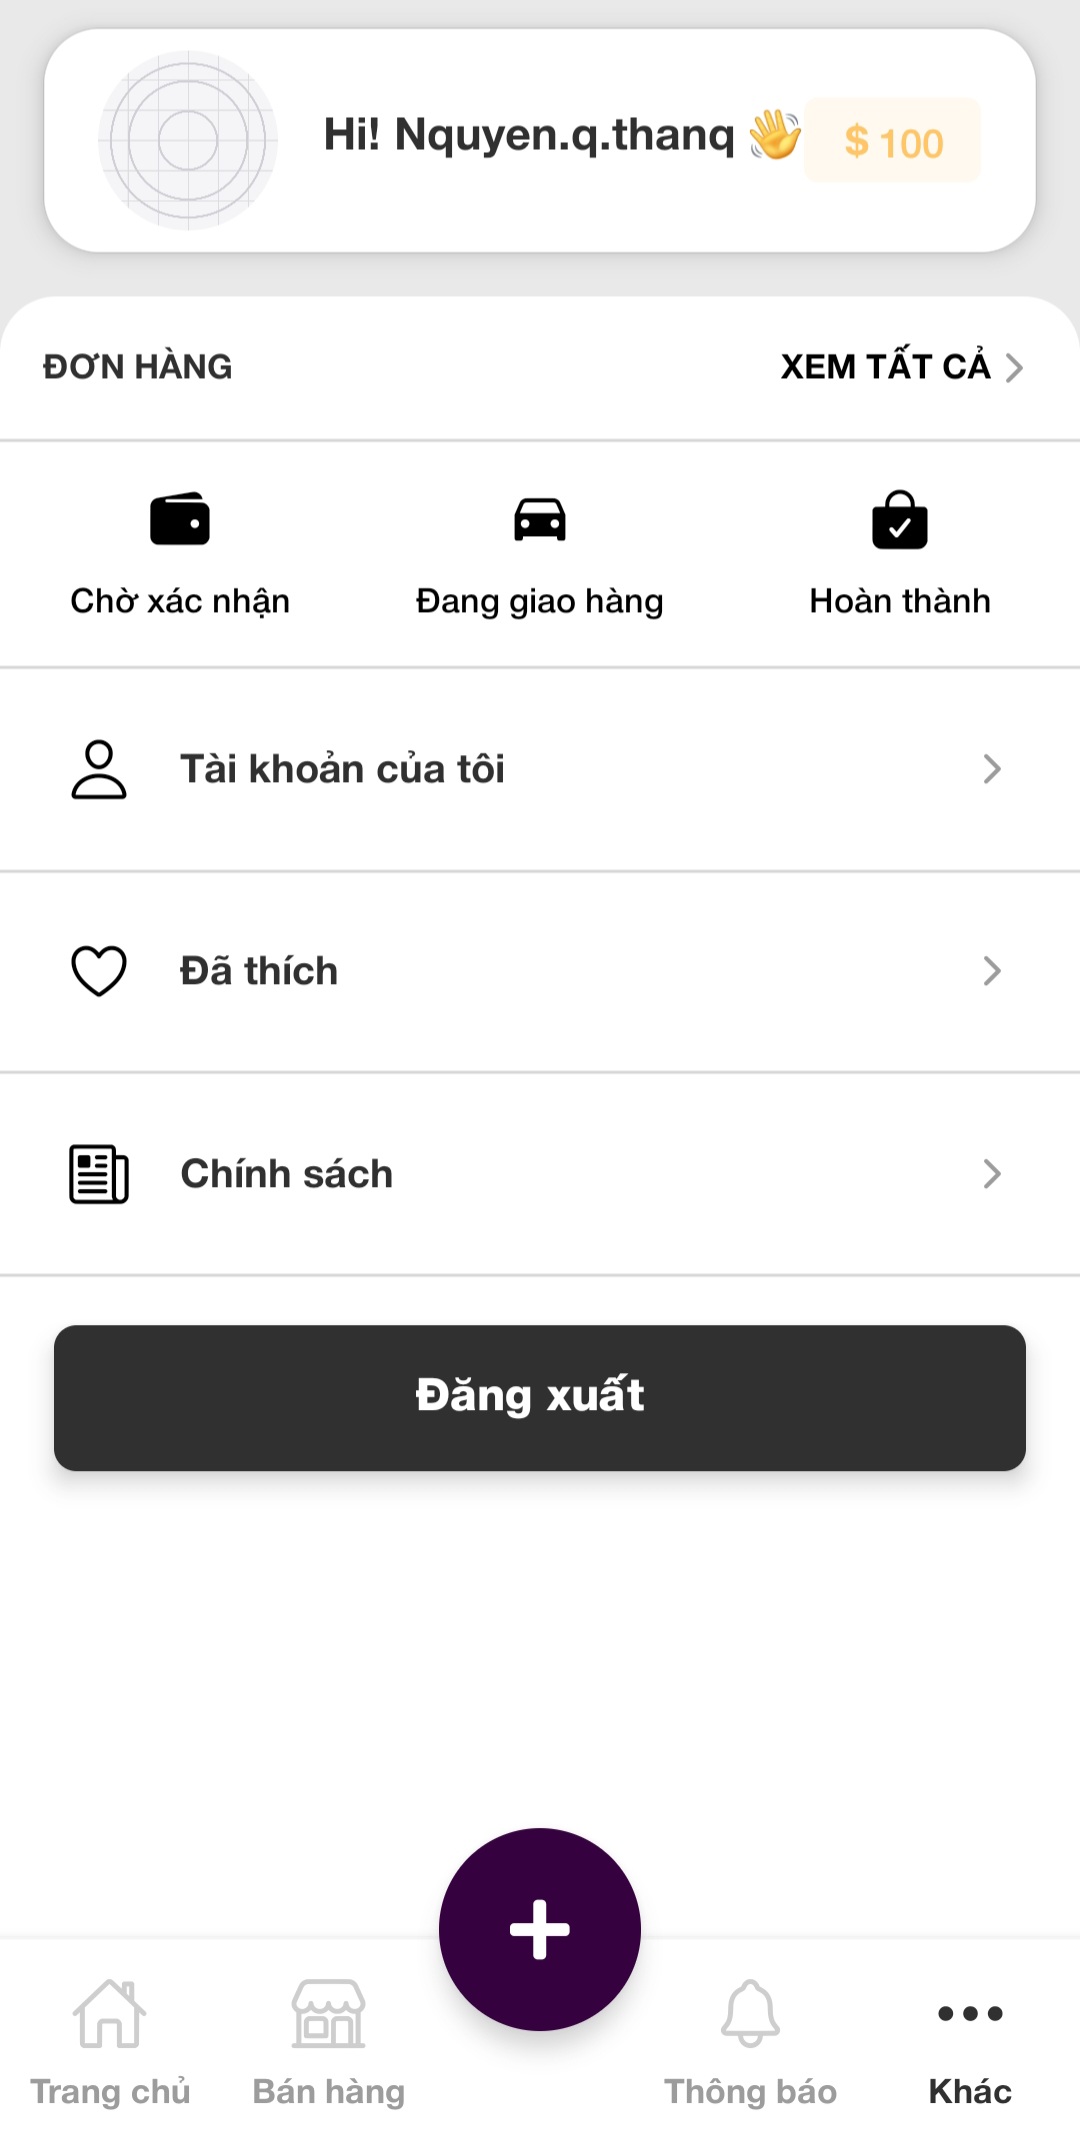 Hi! Nquyen.q.thanq 👋
$ 100
ĐƠN HÀNG
XEM TẤT CẢ
Chờ xác nhận
Đang giao hàng
Hoàn thành
Tài khoản của tôi
Đã thích
Chính sách
Đăng xuất
Trang chủ
Bán hàng
Thông báo
Khác